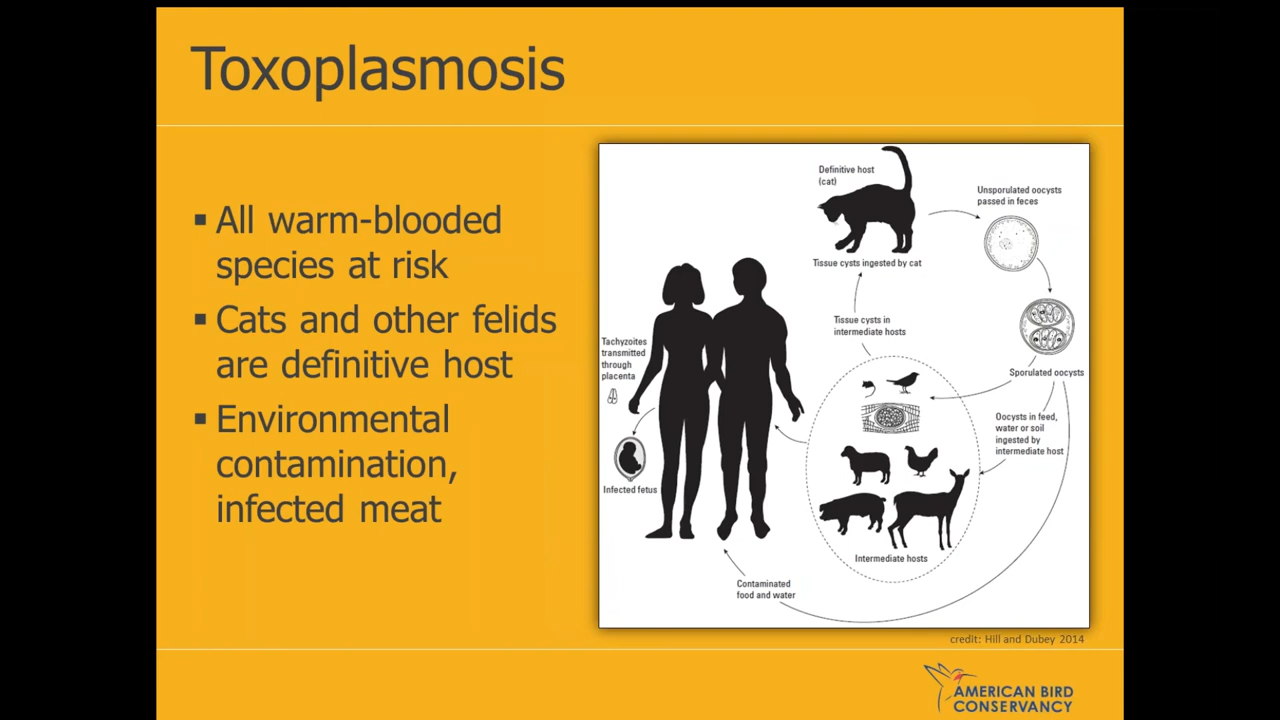 Toxoplasmosis
▪ All warm-blooded
species at risk
▪ Cats and other felids
are definitive host
▪ Environmental
contamination,
infected meat
Definitive host
(cat)
Unsporulated oocysts
passed in feces
Tissue cysts ingested by cat
Tissue cysts in
intermediate hosts
Sporulated oocysts
Tachyzoites
transmitted
through
placenta
Oocysts in feed,
water or soil
ingested by
intermediate host
Infected fetus
Intermediate hosts
Contaminated
food and water
credit: Hill and Dubey 2014
AMERICAN BIRD
CONSERVANCY